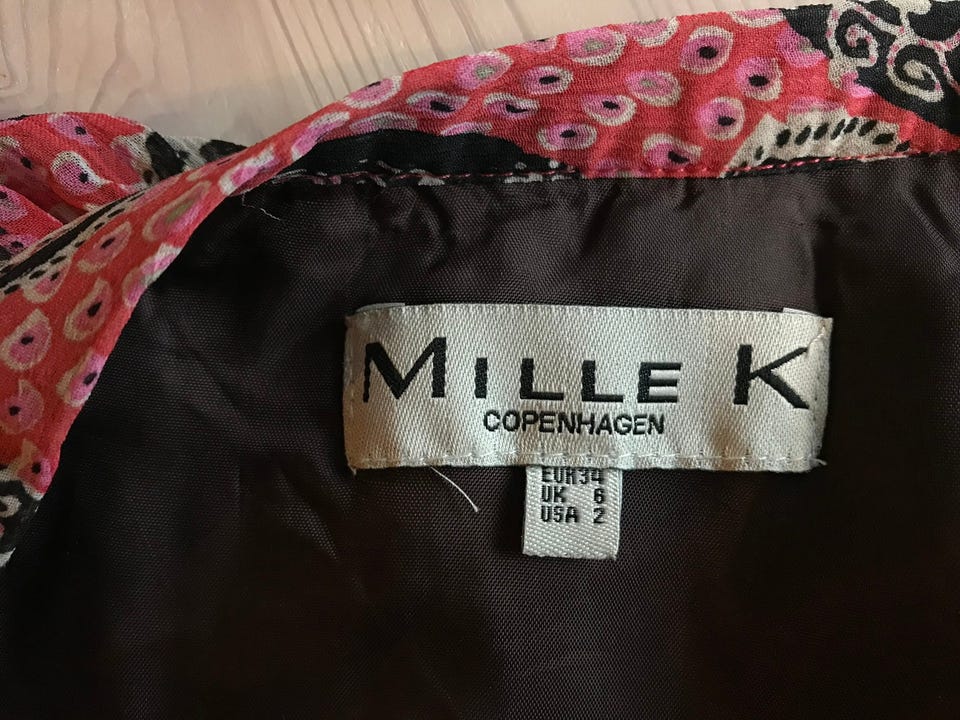 MILLE K
COPENHAGEN
EUR34
UK 6
USA 2